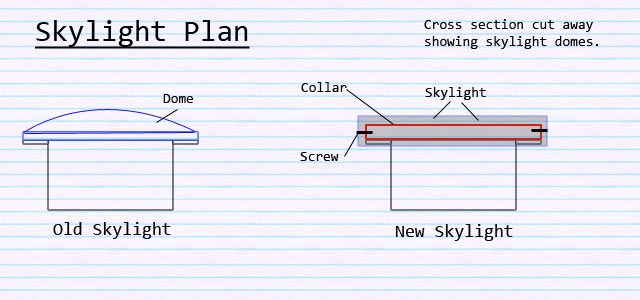 Skylight Plan
Cross section cut away
showing skylight domes.
Dome
Collar
Skylight
Screw
Old Skylight
New Skylight